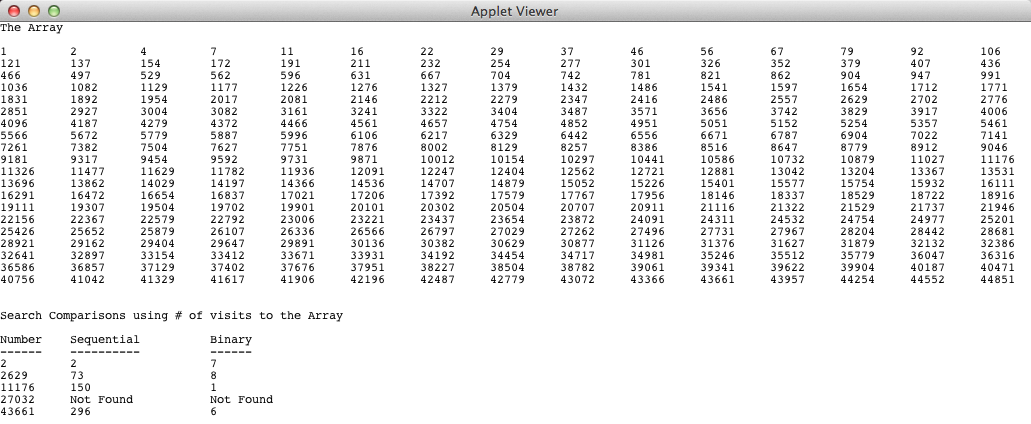 Applet Viewer
The Array
1 2 4 7 11 16 22 29 37 46 56 67 79 92 106
121 137 154 172 191 211 232 254 277 301 326 352 379 407 436
466 497 529 562 596 631 667 704 742 781 821 862 904 947 991
1036 1082 1129 1177 1226 1276 1327 1379 1432 1486 1541 1597 1654 1712 1771
1831 1892 1954 2017 2081 2146 2212 2279 2347 2416 2486 2557 2629 2702 2776
2851 2927 3004 3082 3161 3241 3322 3404 3487 3571 3656 3742 3829 3917 4006
4096 4187 4279 4372 4466 4561 4657 4754 4852 4951 5051 5152 5254 5357 5461
5566 5672 5779 5887 5996 6106 6217 6329 6442 6556 6671 6787 6904 7022 7141
7261 7382 7504 7627 7751 7876 8002 8129 8257 8386 8516 8647 8779 8912 9046
9181 9317 9454 9592 9731 9871 10012 10154 10297 10441 10586 10732 10879 11027 11176
11326 11477 11629 11782 11936 12091 12247 12404 12562 12721 12881 13042 13204 13367 13531
13696 13862 14029 14197 14366 14536 14707 14879 15052 15226 15401 15577 15754 15932 16111
16291 16472 16654 16837 17021 17206 17392 17579 17767 17956 18146 18337 18529 18722 18916
19111 19307 19504 19702 19901 20101 20302 20504 20707 20911 21116 21322 21529 21737 21946
22156 22367 22579 22792 23006 23221 23437 23654 23872 24091 24311 24532 24754 24977 25201
25426 25652 25879 26107 26336 26566 26797 27029 27262 27496 27731 27967 28204 28442 28681
28921 29162 29404 29647 29891 30136 30382 30629 30877 31126 31376 31627 31879 32132 32386
32641 32897 33154 33412 33671 33931 34192 34454 34717 34981 35246 35512 35779 36047 36316
36586 36857 37129 37402 37676 37951 38227 38504 38782 39061 39341 39622 39904 40187 40471
40756 41042 41329 41617 41906 42196 42487 42779 43072 43366 43661 43957 44254 44552 44851
Search Comparisons using # of visits to the Array
Number Sequential Binary
------ ---------- ------
2 2 7
2629 73 8
11176 150 1
27032 Not Found Not Found
43661 296 6